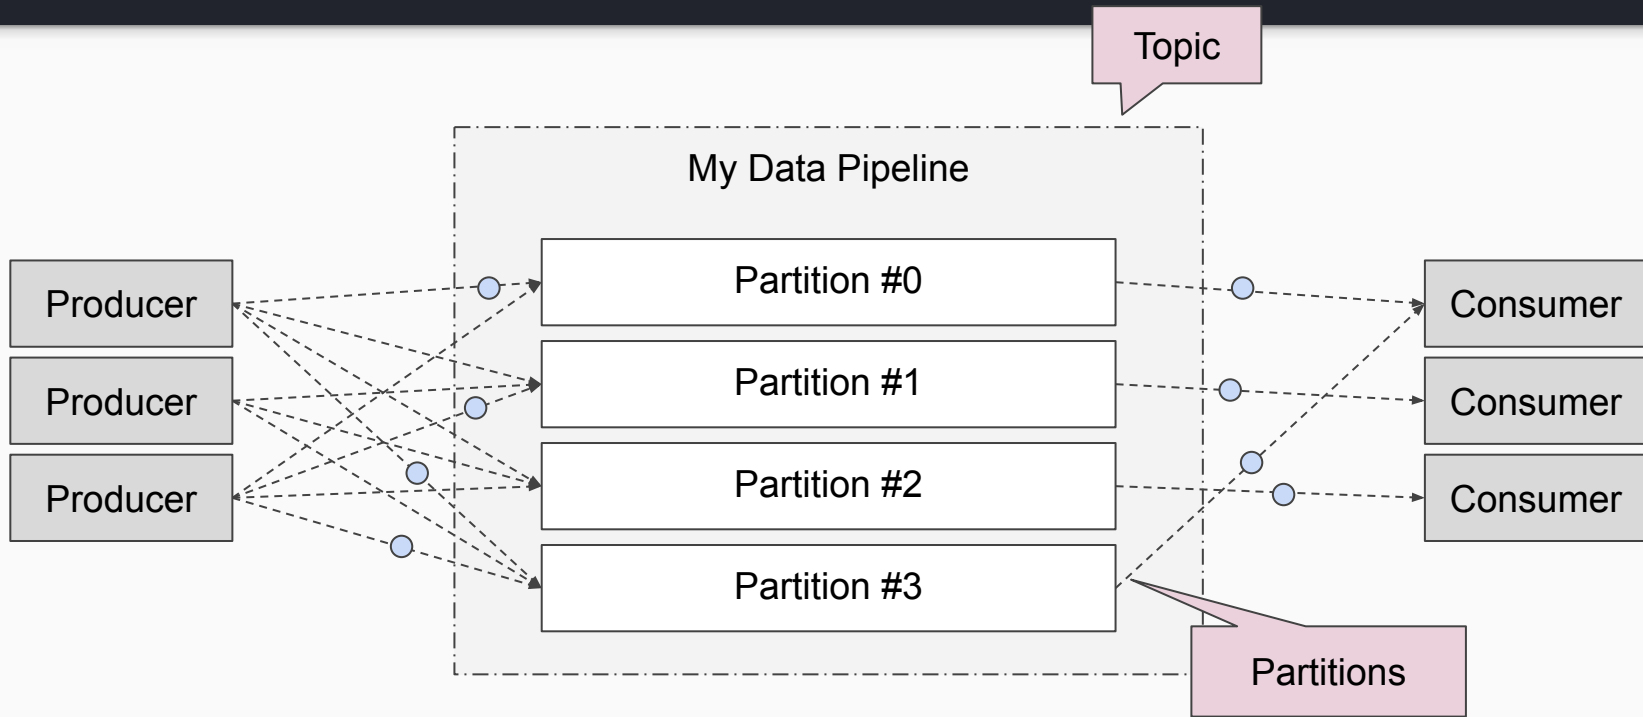 Topic
My Data Pipeline
Producer
Producer
Producer
Partition #0
Partition #1
Partition #2
Partition #3
Consumer
Consumer
Consumer
Partitions